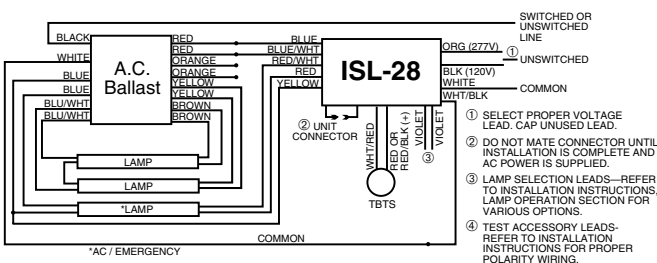 SWITCHED OR
UNSWITCHED
LINE
BLACK
RED
RED
ORANGE
ORANGE
YELLOW
YELLOW
BROWN
BROWN
WHITE
BLUE
BLUE
BLU/WHT
BLU/WHT
A.C.
Ballast
BLUE
BLUE/WHT
RED/WHT
RED
YELLOW
ISL-28
ORG (277V)
①
UNSWITCHED
BLK (120V)
WHITE
COMMON
WHT/BLK
② UNIT
CONNECTOR
WHT/RED
RED OR
RED/BLK (+)
VIOLET
VIOLET
③
TBTS
LAMP
LAMP
*LAMP
COMMON
*AC / EMERGENCY
① SELECT PROPER VOLTAGE
LEAD. CAP UNUSED LEAD.
② DO NOT MATE CONNECTOR UNTIL
INSTALLATION IS COMPLETE AND
AC POWER IS SUPPLIED.
③ LAMP SELECTION LEADS—REFER
TO INSTALLATION INSTRUCTIONS,
LAMP OPERATION SECTION FOR
VARIOUS OPTIONS.
④ TEST ACCESSORY LEADS-
REFER TO INSTALLATION
INSTRUCTIONS FOR PROPER
POLARITY WIRING.